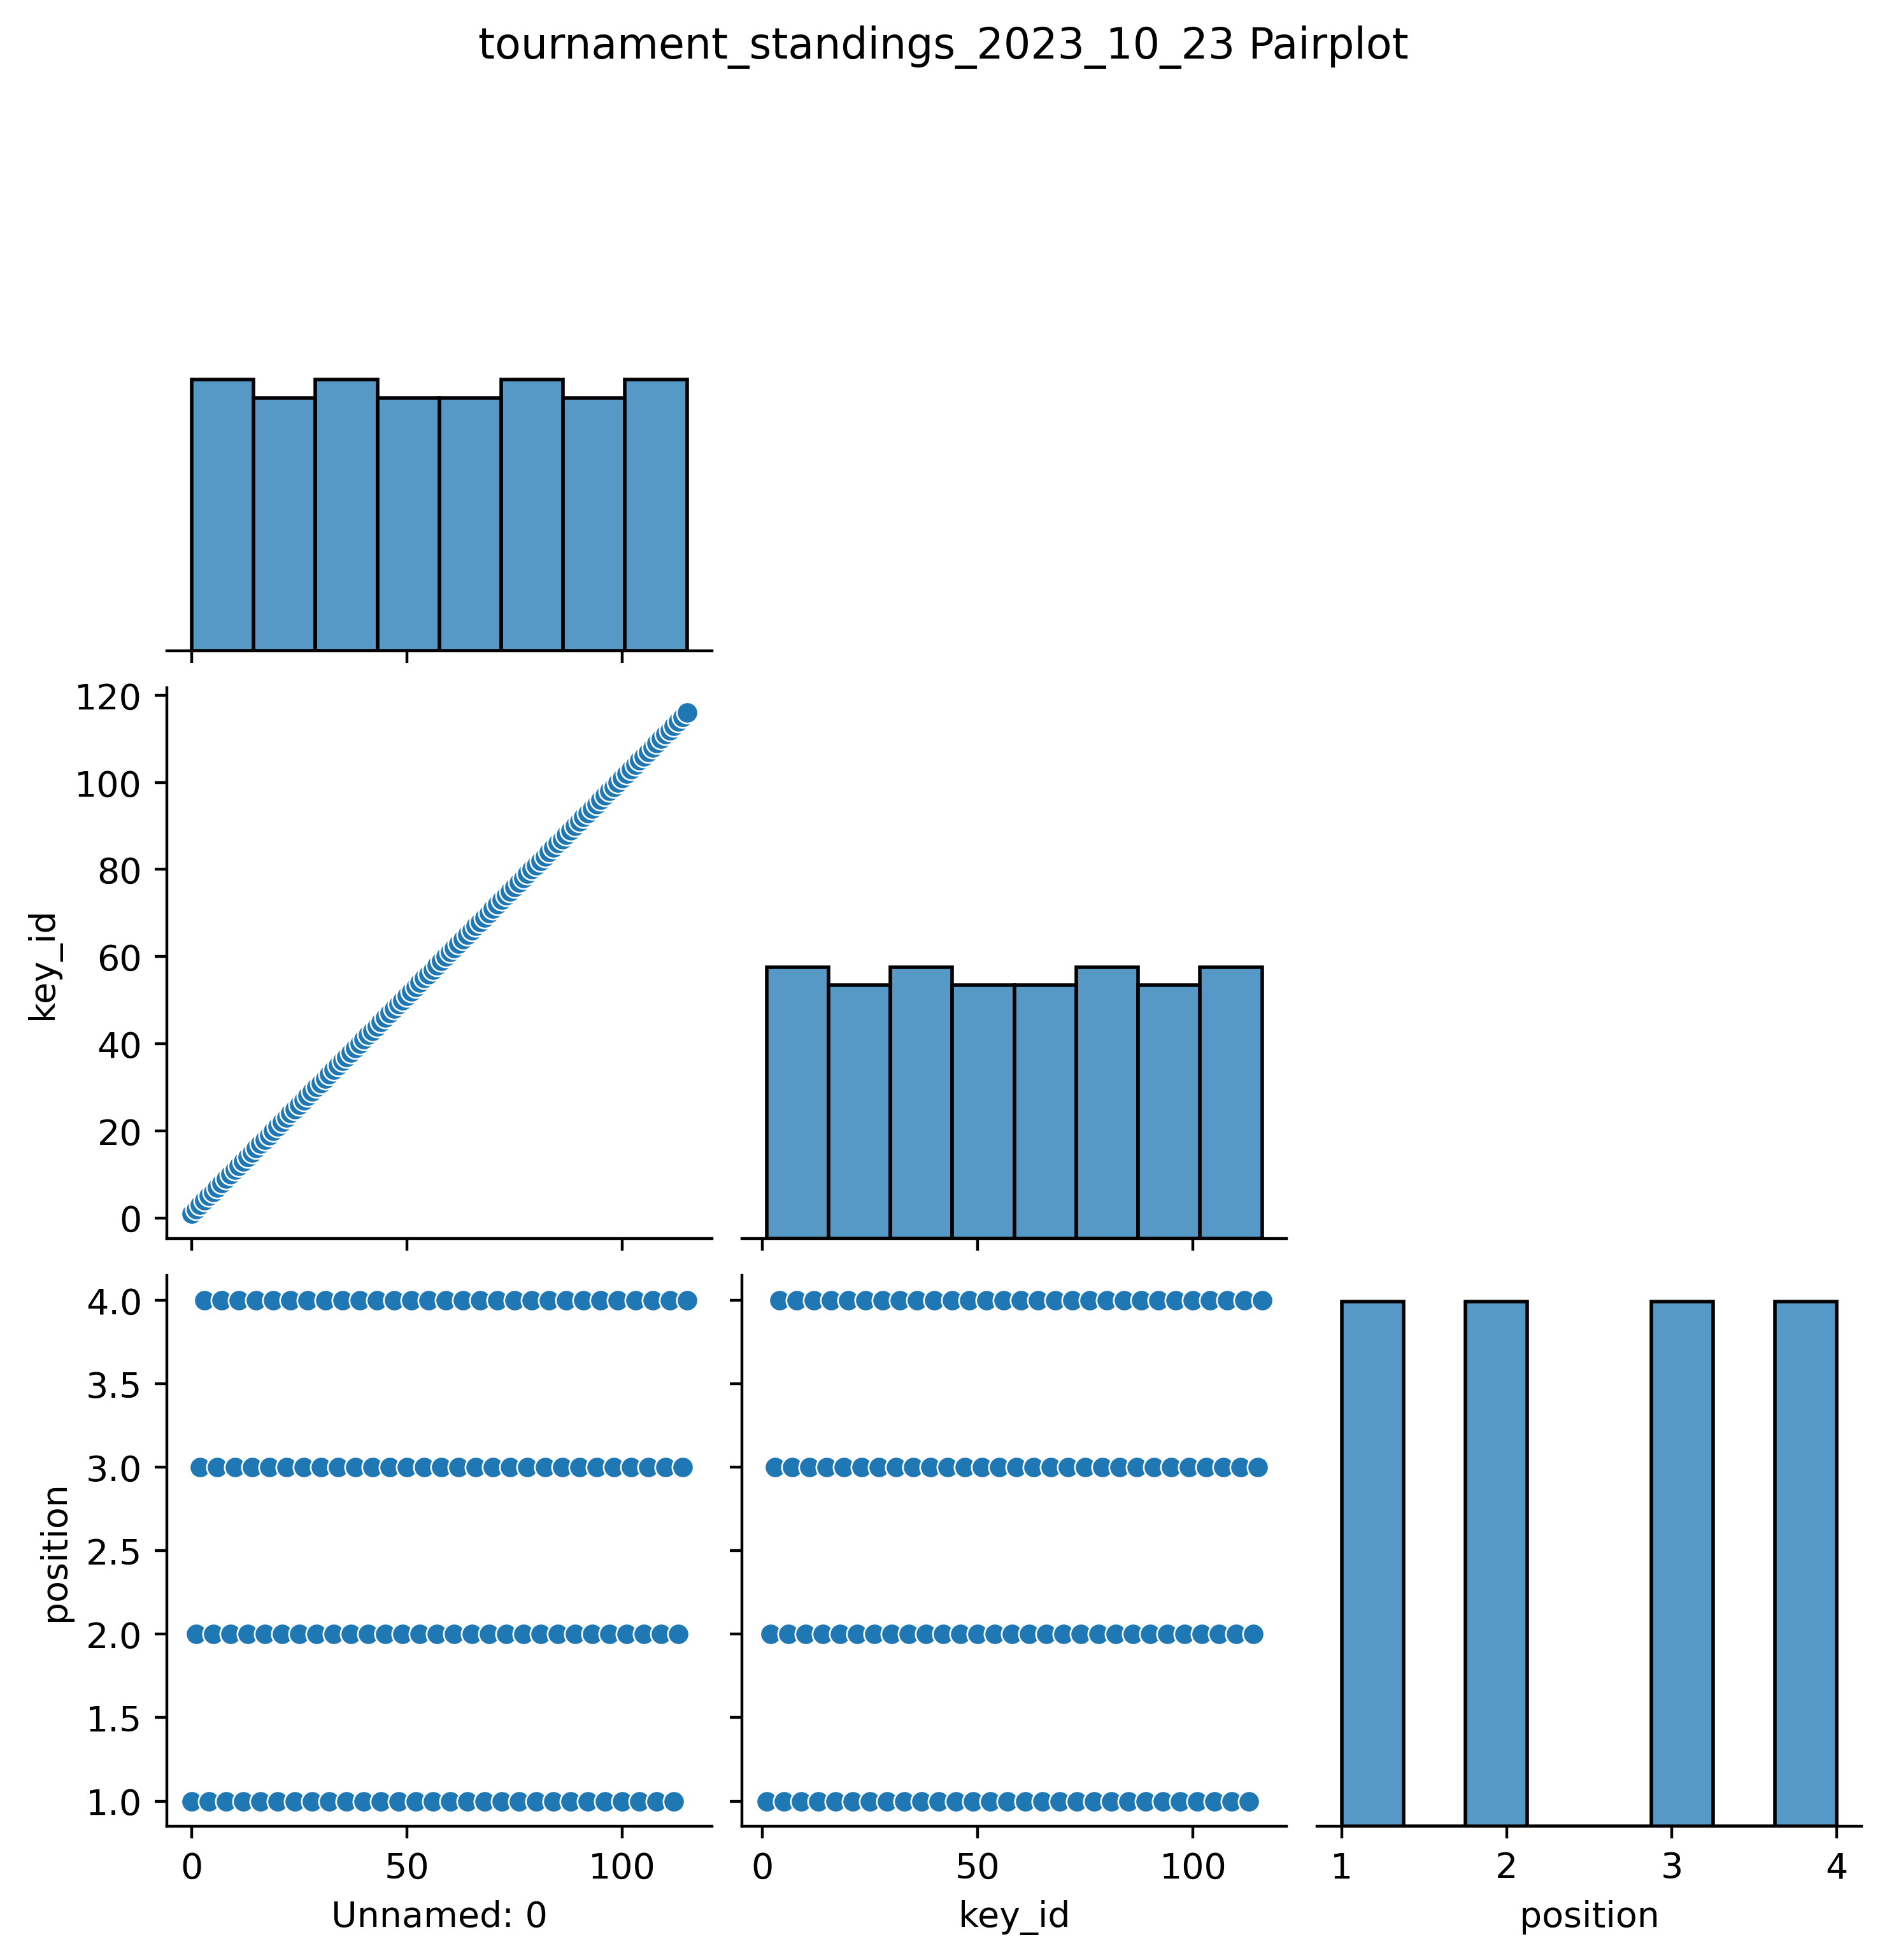 tournament_standings_2023_10_23 Pairplot
120
100
80
60
40
20
0
key_id
4.0
3.5
3.0
2.5
2.0
1.5
1.0
position
0 50 100
Unnamed: 0
0 50 100
key_id
1 2 3 4
position